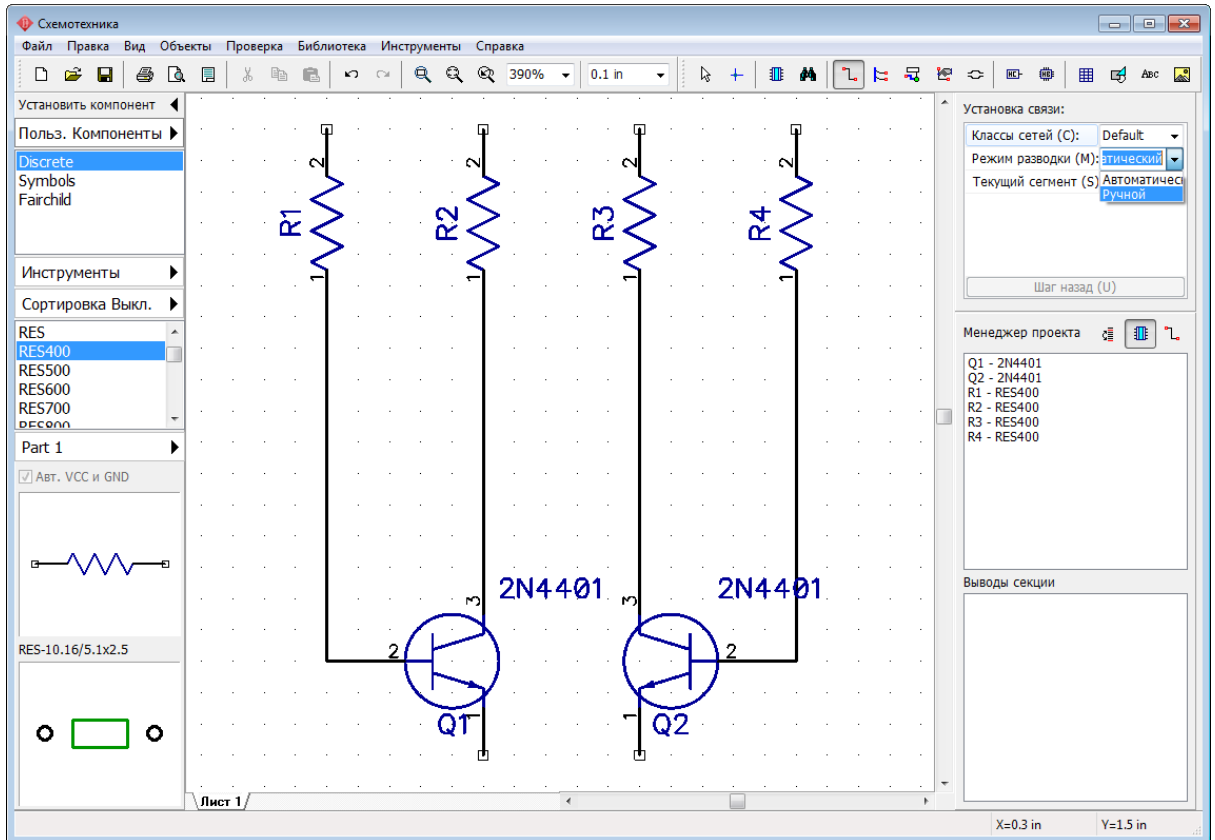 Схемотехника
Файл Правка Вид Объекты Проверка Библиотека Инструменты Справка
390% 0.1 in ABC
Установить компонент
Польз. Компоненты
Discrete
Symbols
Fairchild
Инструменты
Сортировка Выкл.
RES
RES400
RES500
RES600
RES700
RES800
Part 1
Авт. VCC и GND
RES-10.16/5.1x2.5
2 2 2 2
R1 R2 R3 R4
1 1 1 1
2N4401 2N4401
3 3
2 2
Q1 Q2
1 1
Лист 1
Установка связи:
Классы сетей (C): Default
Режим разводки (M): этический
Текущий сегмент (S) Автоматичес
Ручной
Шаг назад (U)
Менеджер проекта
Q1 - 2N4401
Q2 - 2N4401
R1 - RES400
R2 - RES400
R3 - RES400
R4 - RES400
Выводы секции
X=0.3 in Y=1.5 in